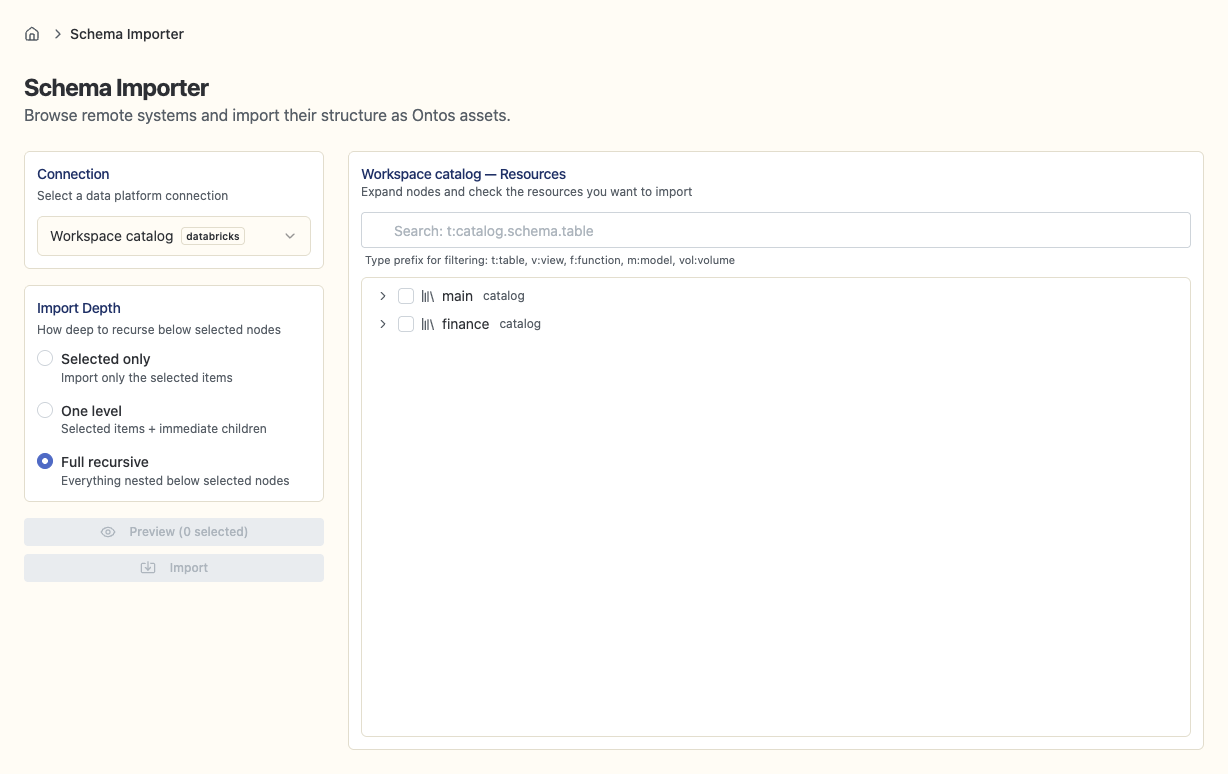 Schema Importer
Schema Importer
Browse remote systems and import their structure as Ontos assets.
Connection
Select a data platform connection
Workspace catalog databricks
Import Depth
How deep to recurse below selected nodes
Selected only
Import only the selected items
One level
Selected items + immediate children
Full recursive
Everything nested below selected nodes
Preview (0 selected)
Import
Workspace catalog — Resources
Expand nodes and check the resources you want to import
Search: t:catalog.schema.table
Type prefix for filtering: t:table, v:view, f:function, m:model, vol:volume
main catalog
finance catalog